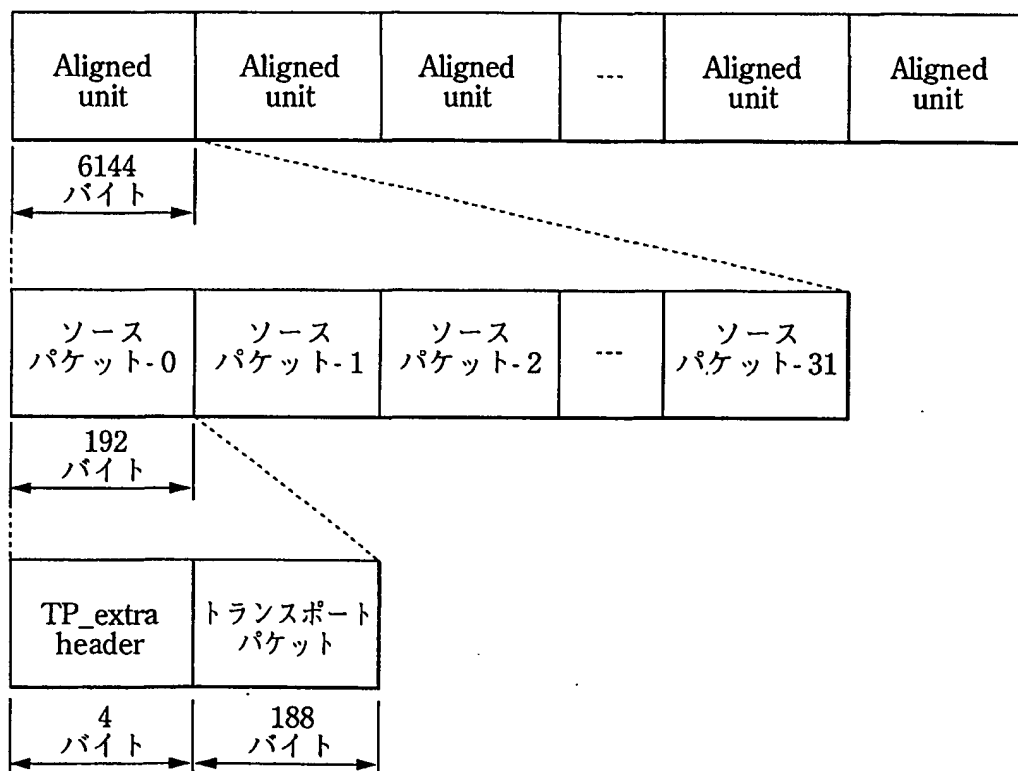 Aligned unit
Aligned unit
Aligned unit
---
Aligned unit
Aligned unit
6144
バイト
ソース
パケット-0
ソース
パケット-1
ソース
パケット-2
---
ソース
パケット-31
192
バイト
TP_extra
header
トランスポート
パケット
4
バイト
188
バイト